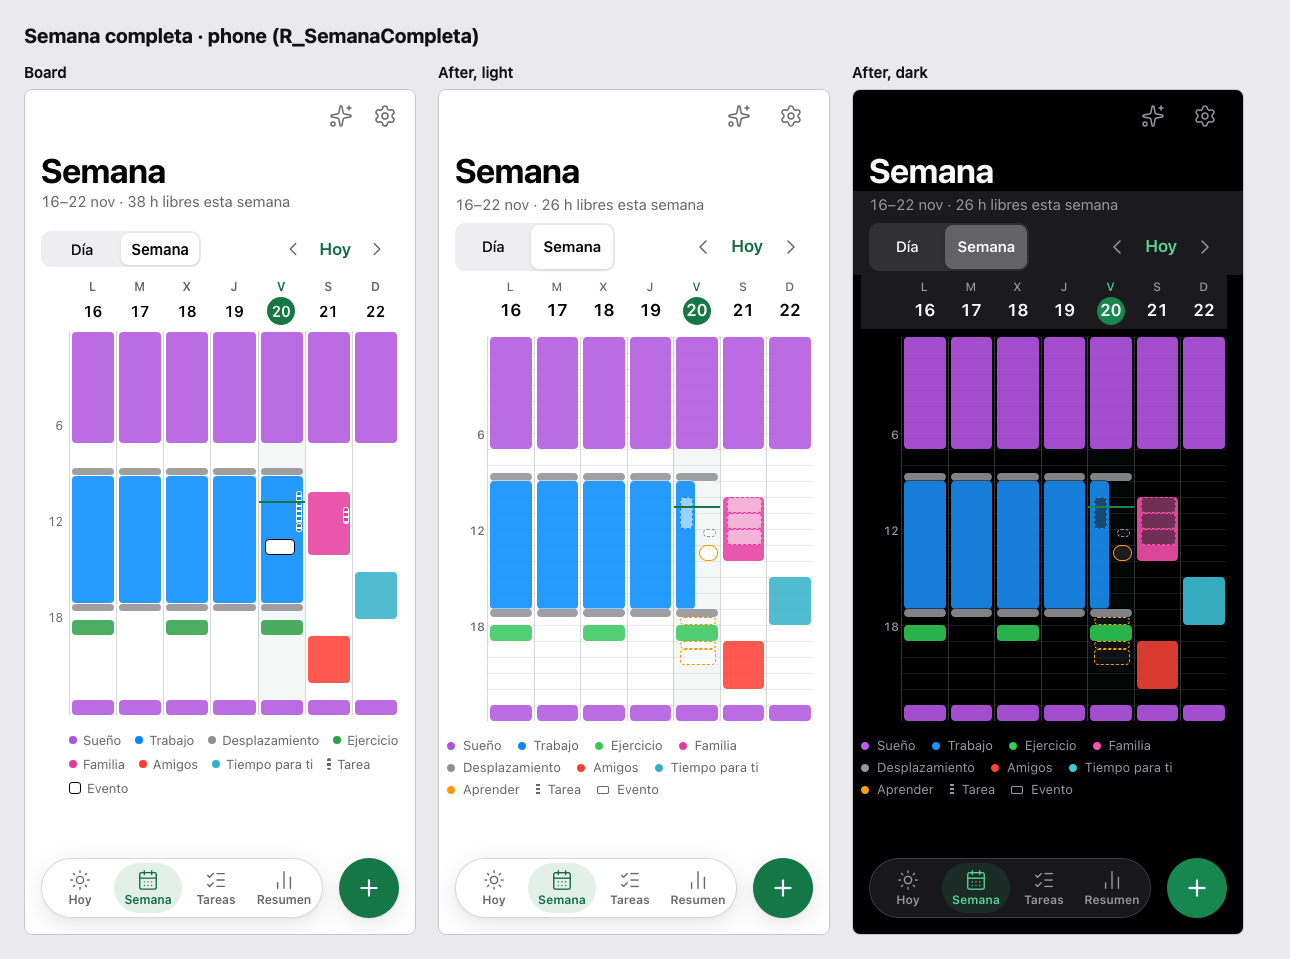 Semana completa · phone (R_SemanaCompleta)
Board
Semana
16–22 nov · 38 h libres esta semana
Día Semana Hoy
L M X J V S D
16 17 18 19 20 21 22
6
12
18
Sueño Trabajo Desplazamiento Ejercicio
Familia Amigos Tiempo para ti Tarea
Evento
Hoy Semana Tareas Resumen
After, light
Semana
16–22 nov · 26 h libres esta semana
Día Semana Hoy
L M X J V S D
16 17 18 19 20 21 22
6
12
18
Sueño Trabajo Ejercicio Familia
Desplazamiento Amigos Tiempo para ti
Aprender Tarea Evento
Hoy Semana Tareas Resumen
After, dark
Semana
16–22 nov · 26 h libres esta semana
Día Semana Hoy
L M X J V S D
16 17 18 19 20 21 22
6
12
18
Sueño Trabajo Ejercicio Familia
Desplazamiento Amigos Tiempo para ti
Aprender Tarea Evento
Hoy Semana Tareas Resumen